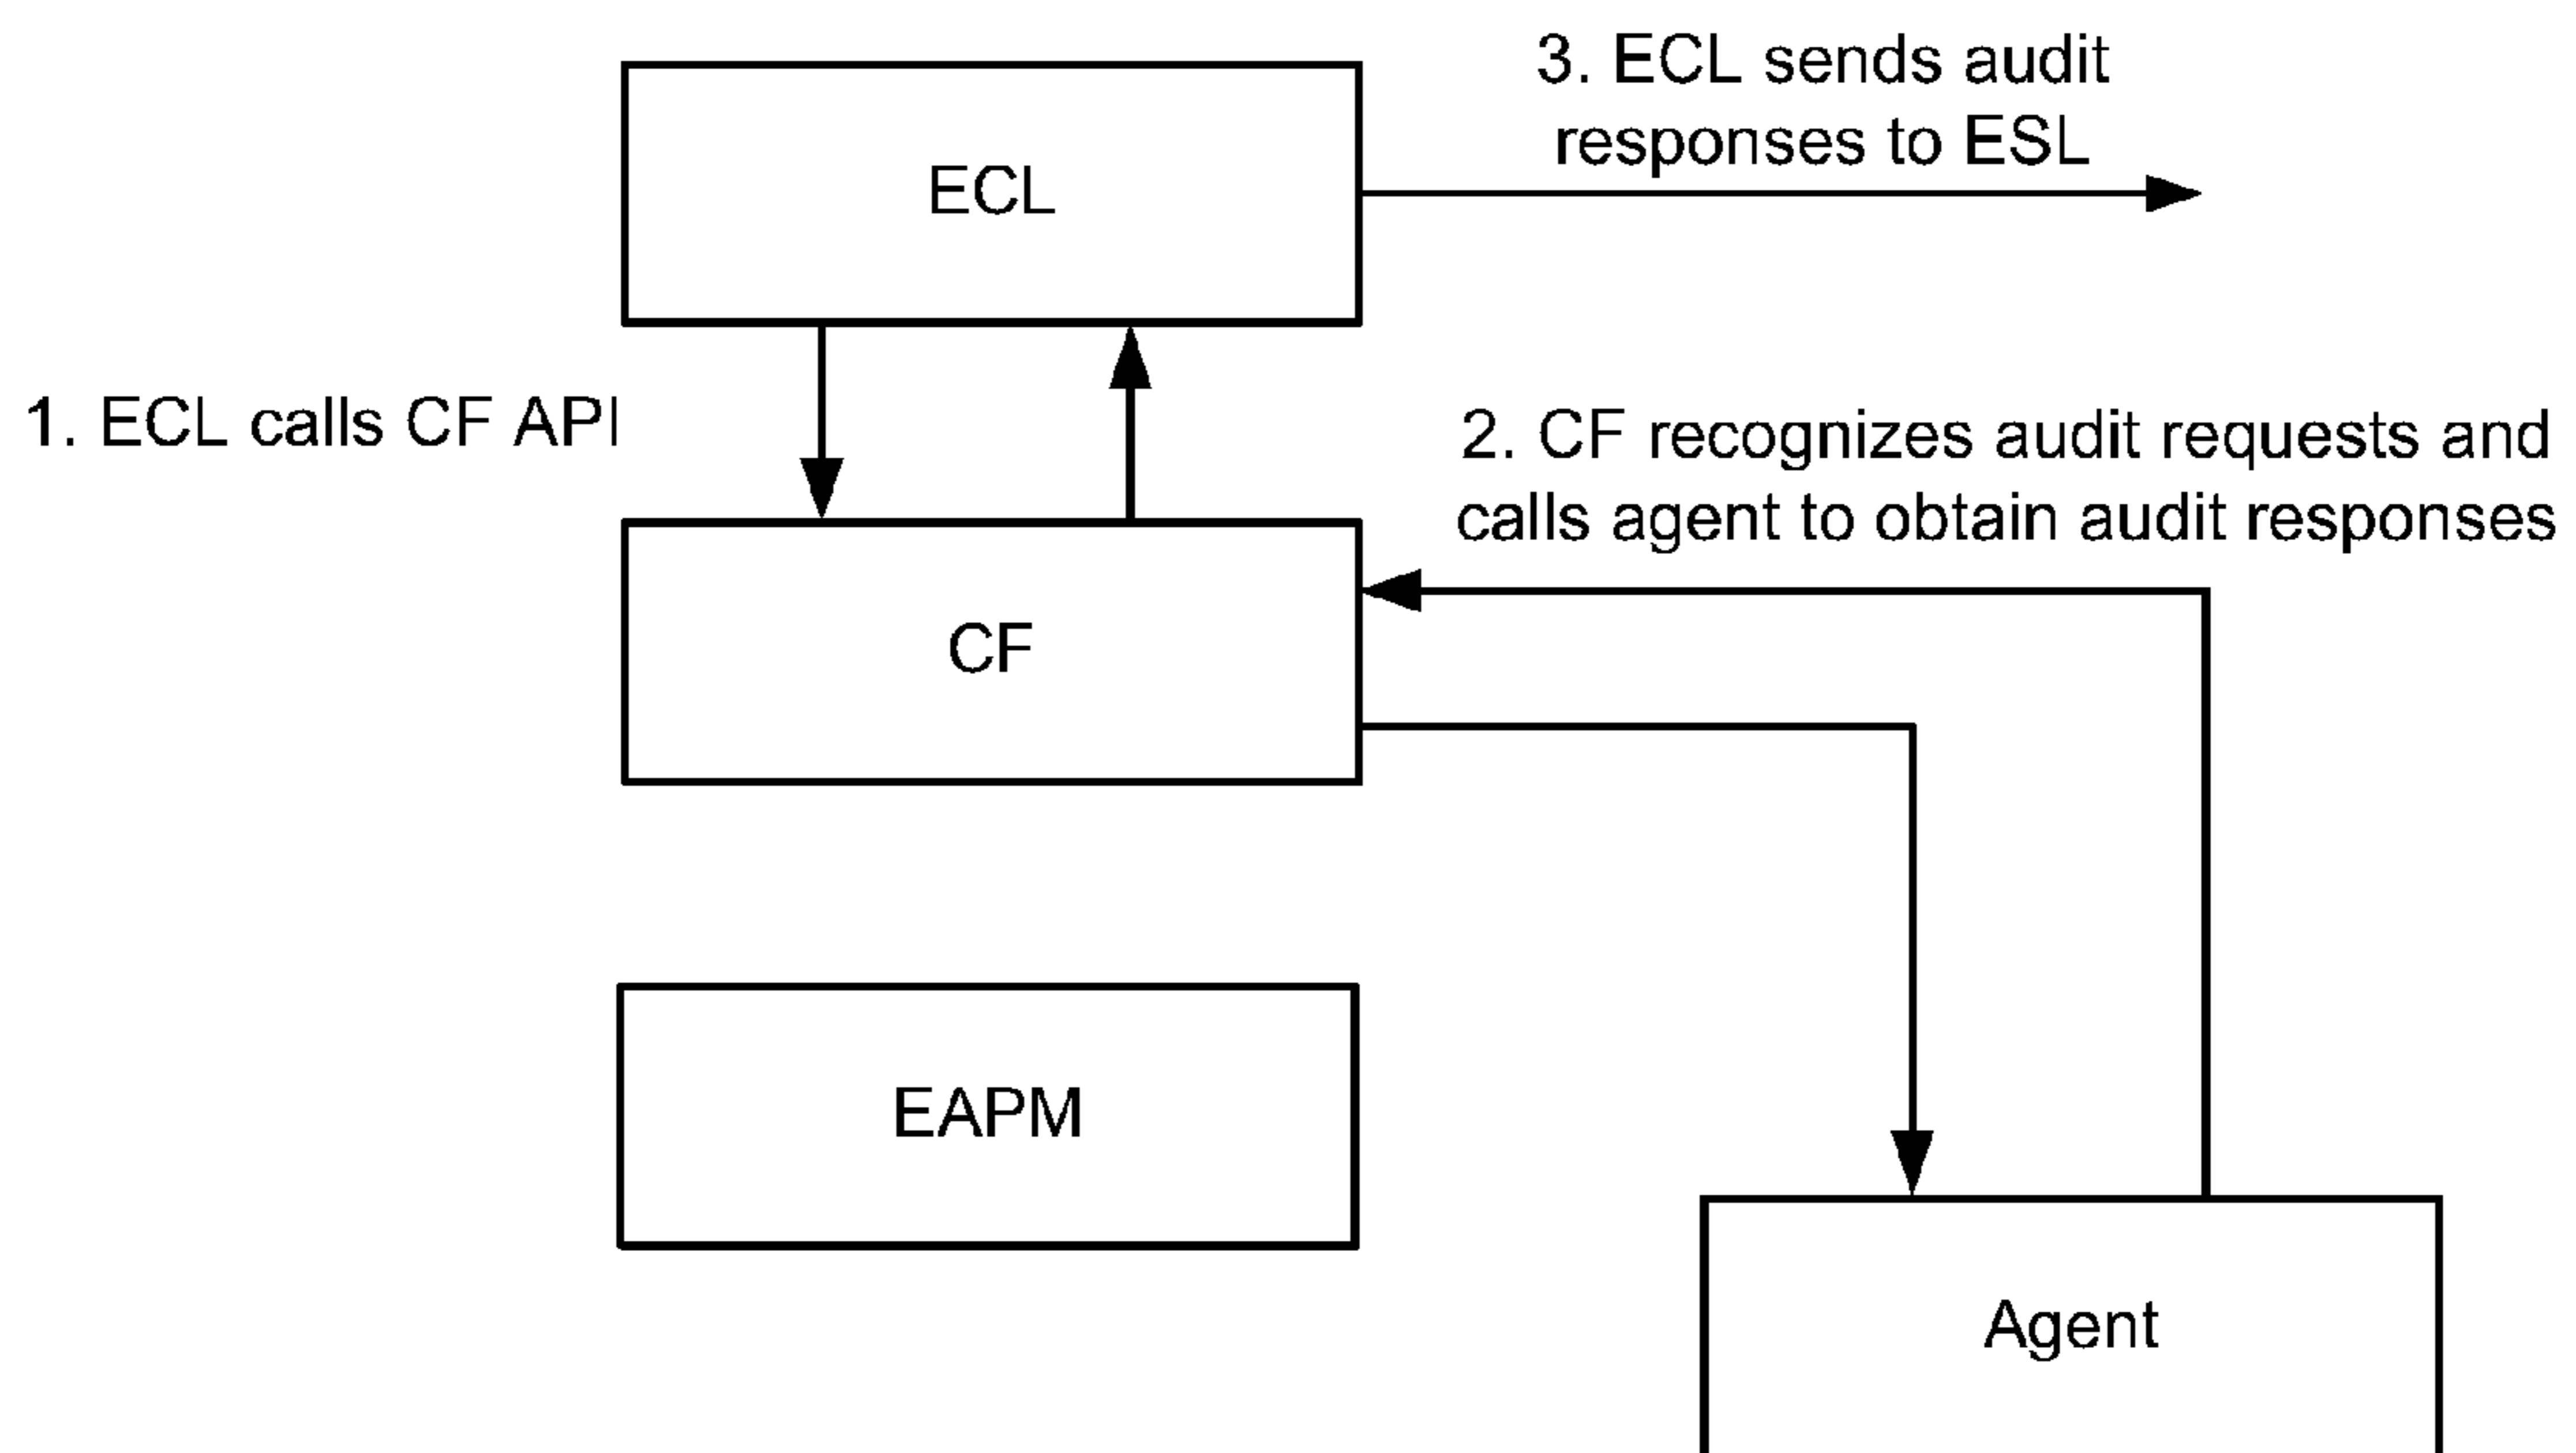 3. ECL sends audit
responses to ESL
ECL
1. ECL calls CF API
2. CF recognizes audit requests and
calls agent to obtain audit responses
CF
EAPM
Agent